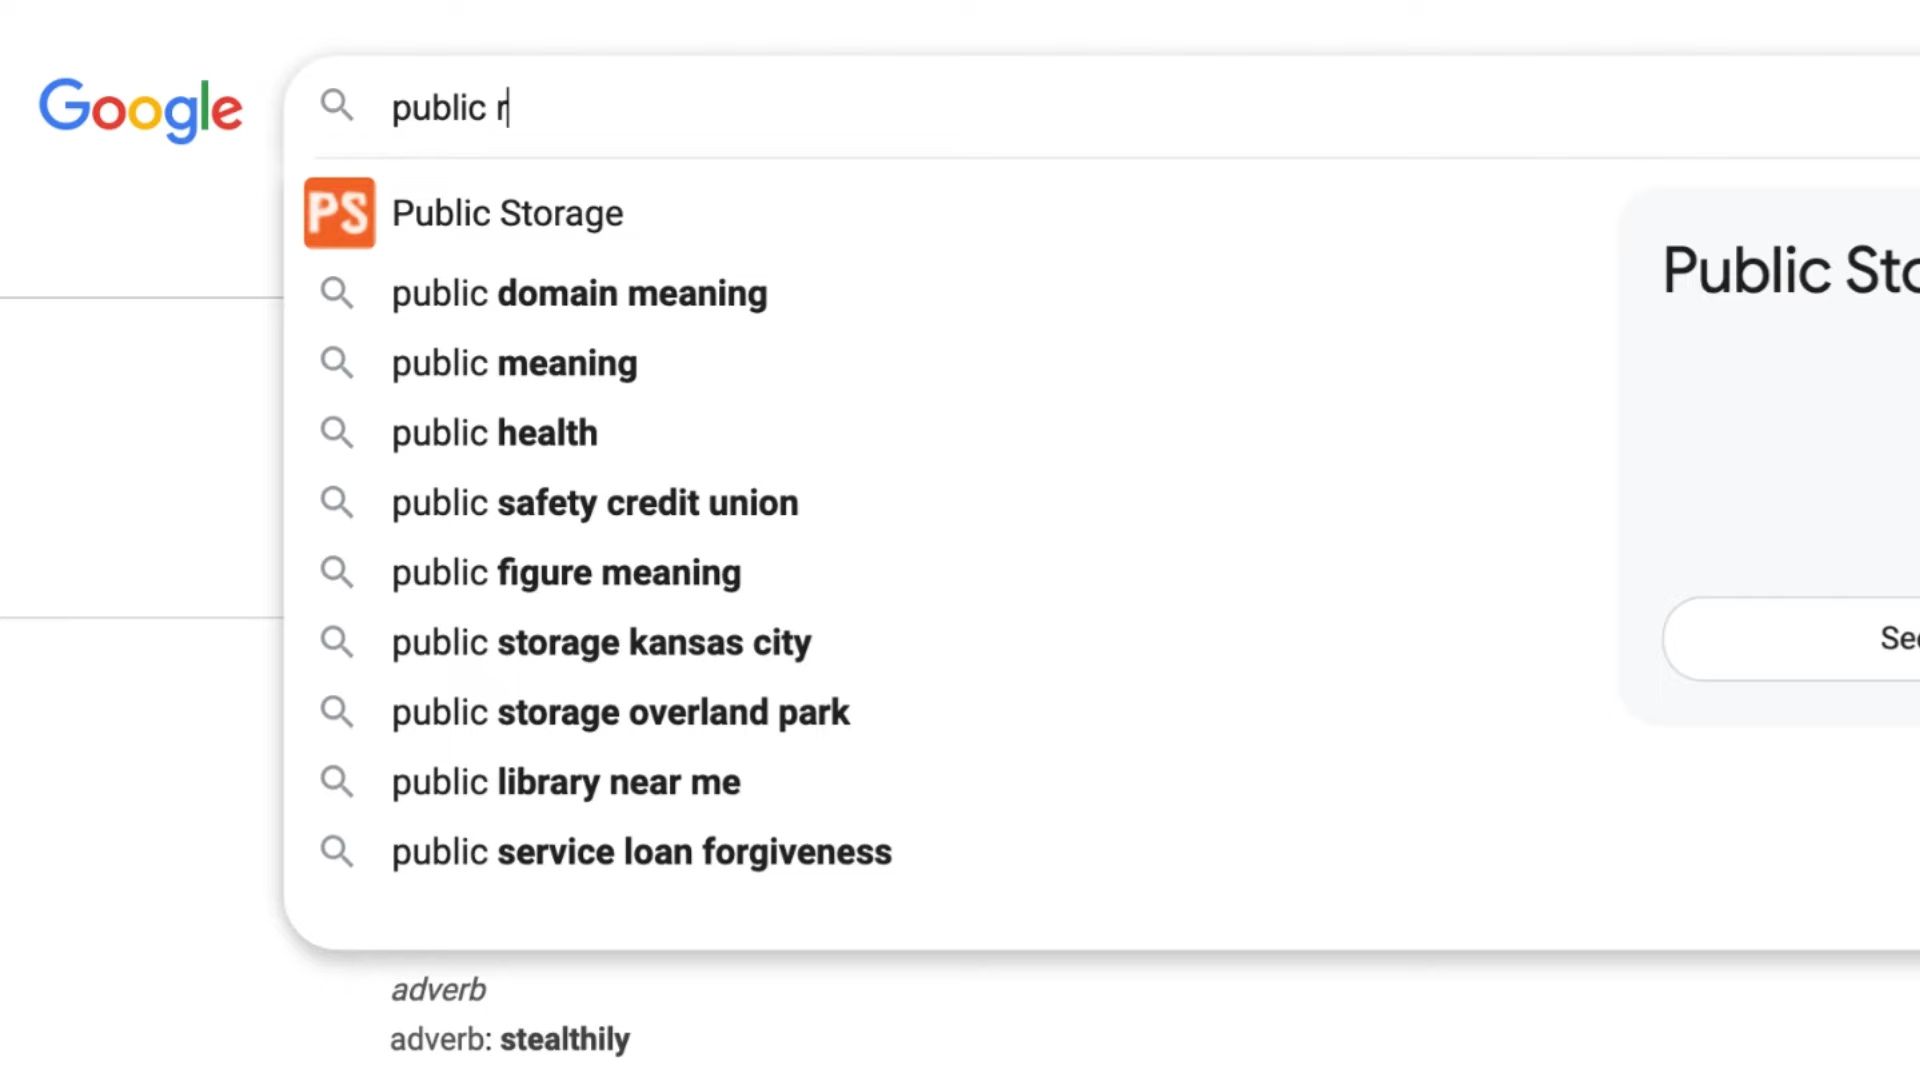 Google
public r
PS
Public Storage
Public Sto
public domain meaning
public meaning
public health
public safety credit union
public figure meaning
public storage kansas city
See
public storage overland park
public library near me
public service loan forgiveness
adverb
adverb: stealthily